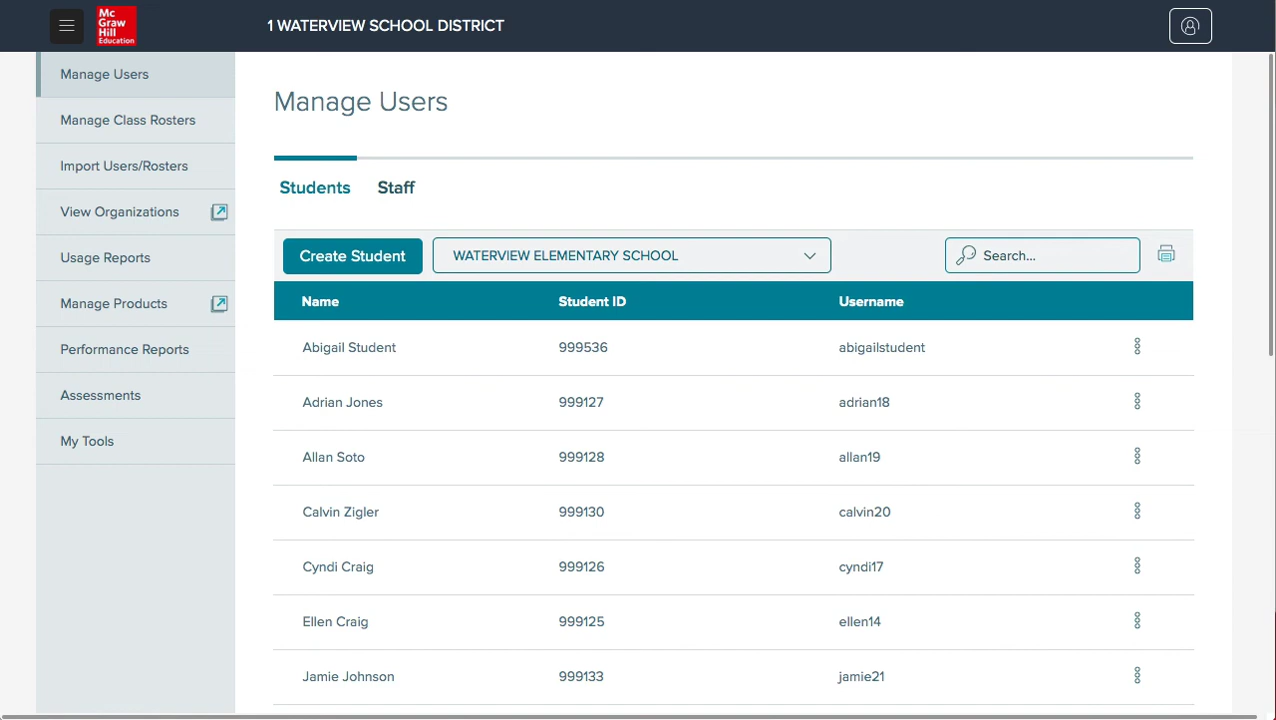 Mc
Graw
Hill
Education
1 WATERVIEW SCHOOL DISTRICT
Manage Users
Manage Class Rosters
Import Users/Rosters
View Organizations
Usage Reports
Manage Products
Performance Reports
Assessments
My Tools
Manage Users
Students Staff
Create Student WATERVIEW ELEMENTARY SCHOOL Search...
Name Student ID Username
Abigail Student 999536 abigailstudent
Adrian Jones 999127 adrian18
Allan Soto 999128 allan19
Calvin Zigler 999130 calvin20
Cyndi Craig 999126 cyndi17
Ellen Craig 999125 ellen14
Jamie Johnson 999133 jamie21